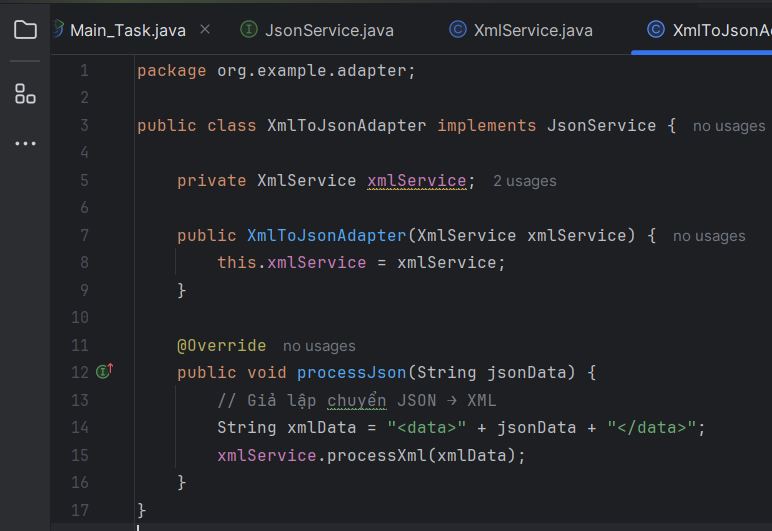 Main_Task.java × JsonService.java XmlService.java XmlToJsonAd
1 package org.example.adapter;
2
3 public class XmlToJsonAdapter implements JsonService { no usages
4
5 private XmlService xmlService; 2 usages
6
7 public XmlToJsonAdapter(XmlService xmlService) { no usages
8 this.xmlService = xmlService;
9 }
10
11 @Override no usages
12 public void processJson(String jsonData) {
13 // Giả lập chuyển JSON → XML
14 String xmlData = "<data>" + jsonData + "</data>";
15 xmlService.processXml(xmlData);
16 }
17 }